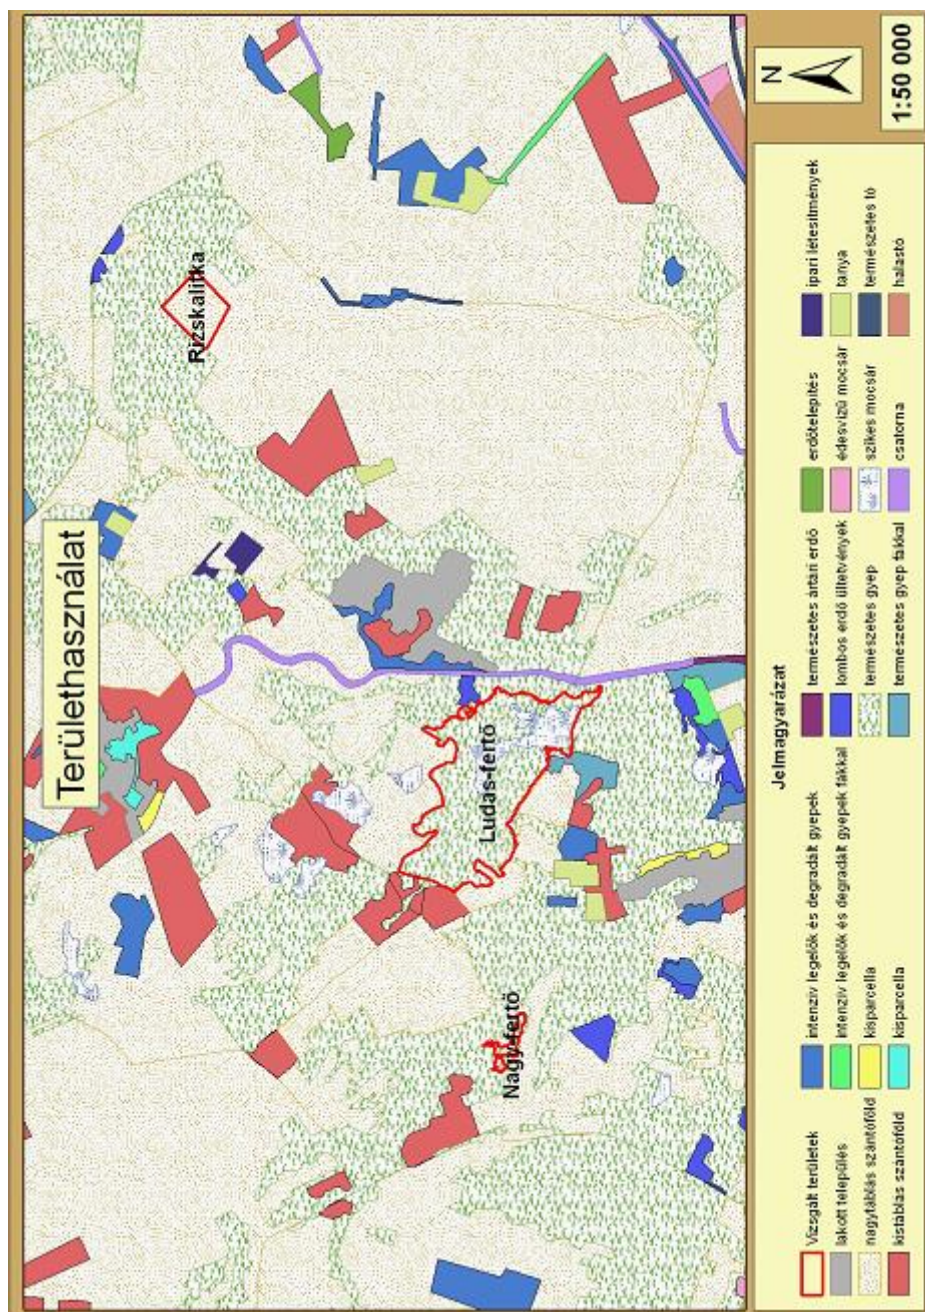 Területhasználat
Rizskalitka
Ludas-fertő
Nagy-fertő
N
1:50 000
Jelmagyarázat
Vizsgált területek
lakott település
nagytáblás szántóföld
kistáblás szántóföld
intenzív legelők és degradált gyepek
intenzív legelők és degradált gyepek fákkal
kisparcella
kisparcella
természetes ártári erdő
lombos erdő ültetvények
természetes gyep
természetes gyep fákkal
erdőtelepítés
édesvizű mocsár
szikes mocsár
csatorna
ipari létesítmények
tanya
természetes tó
halastó